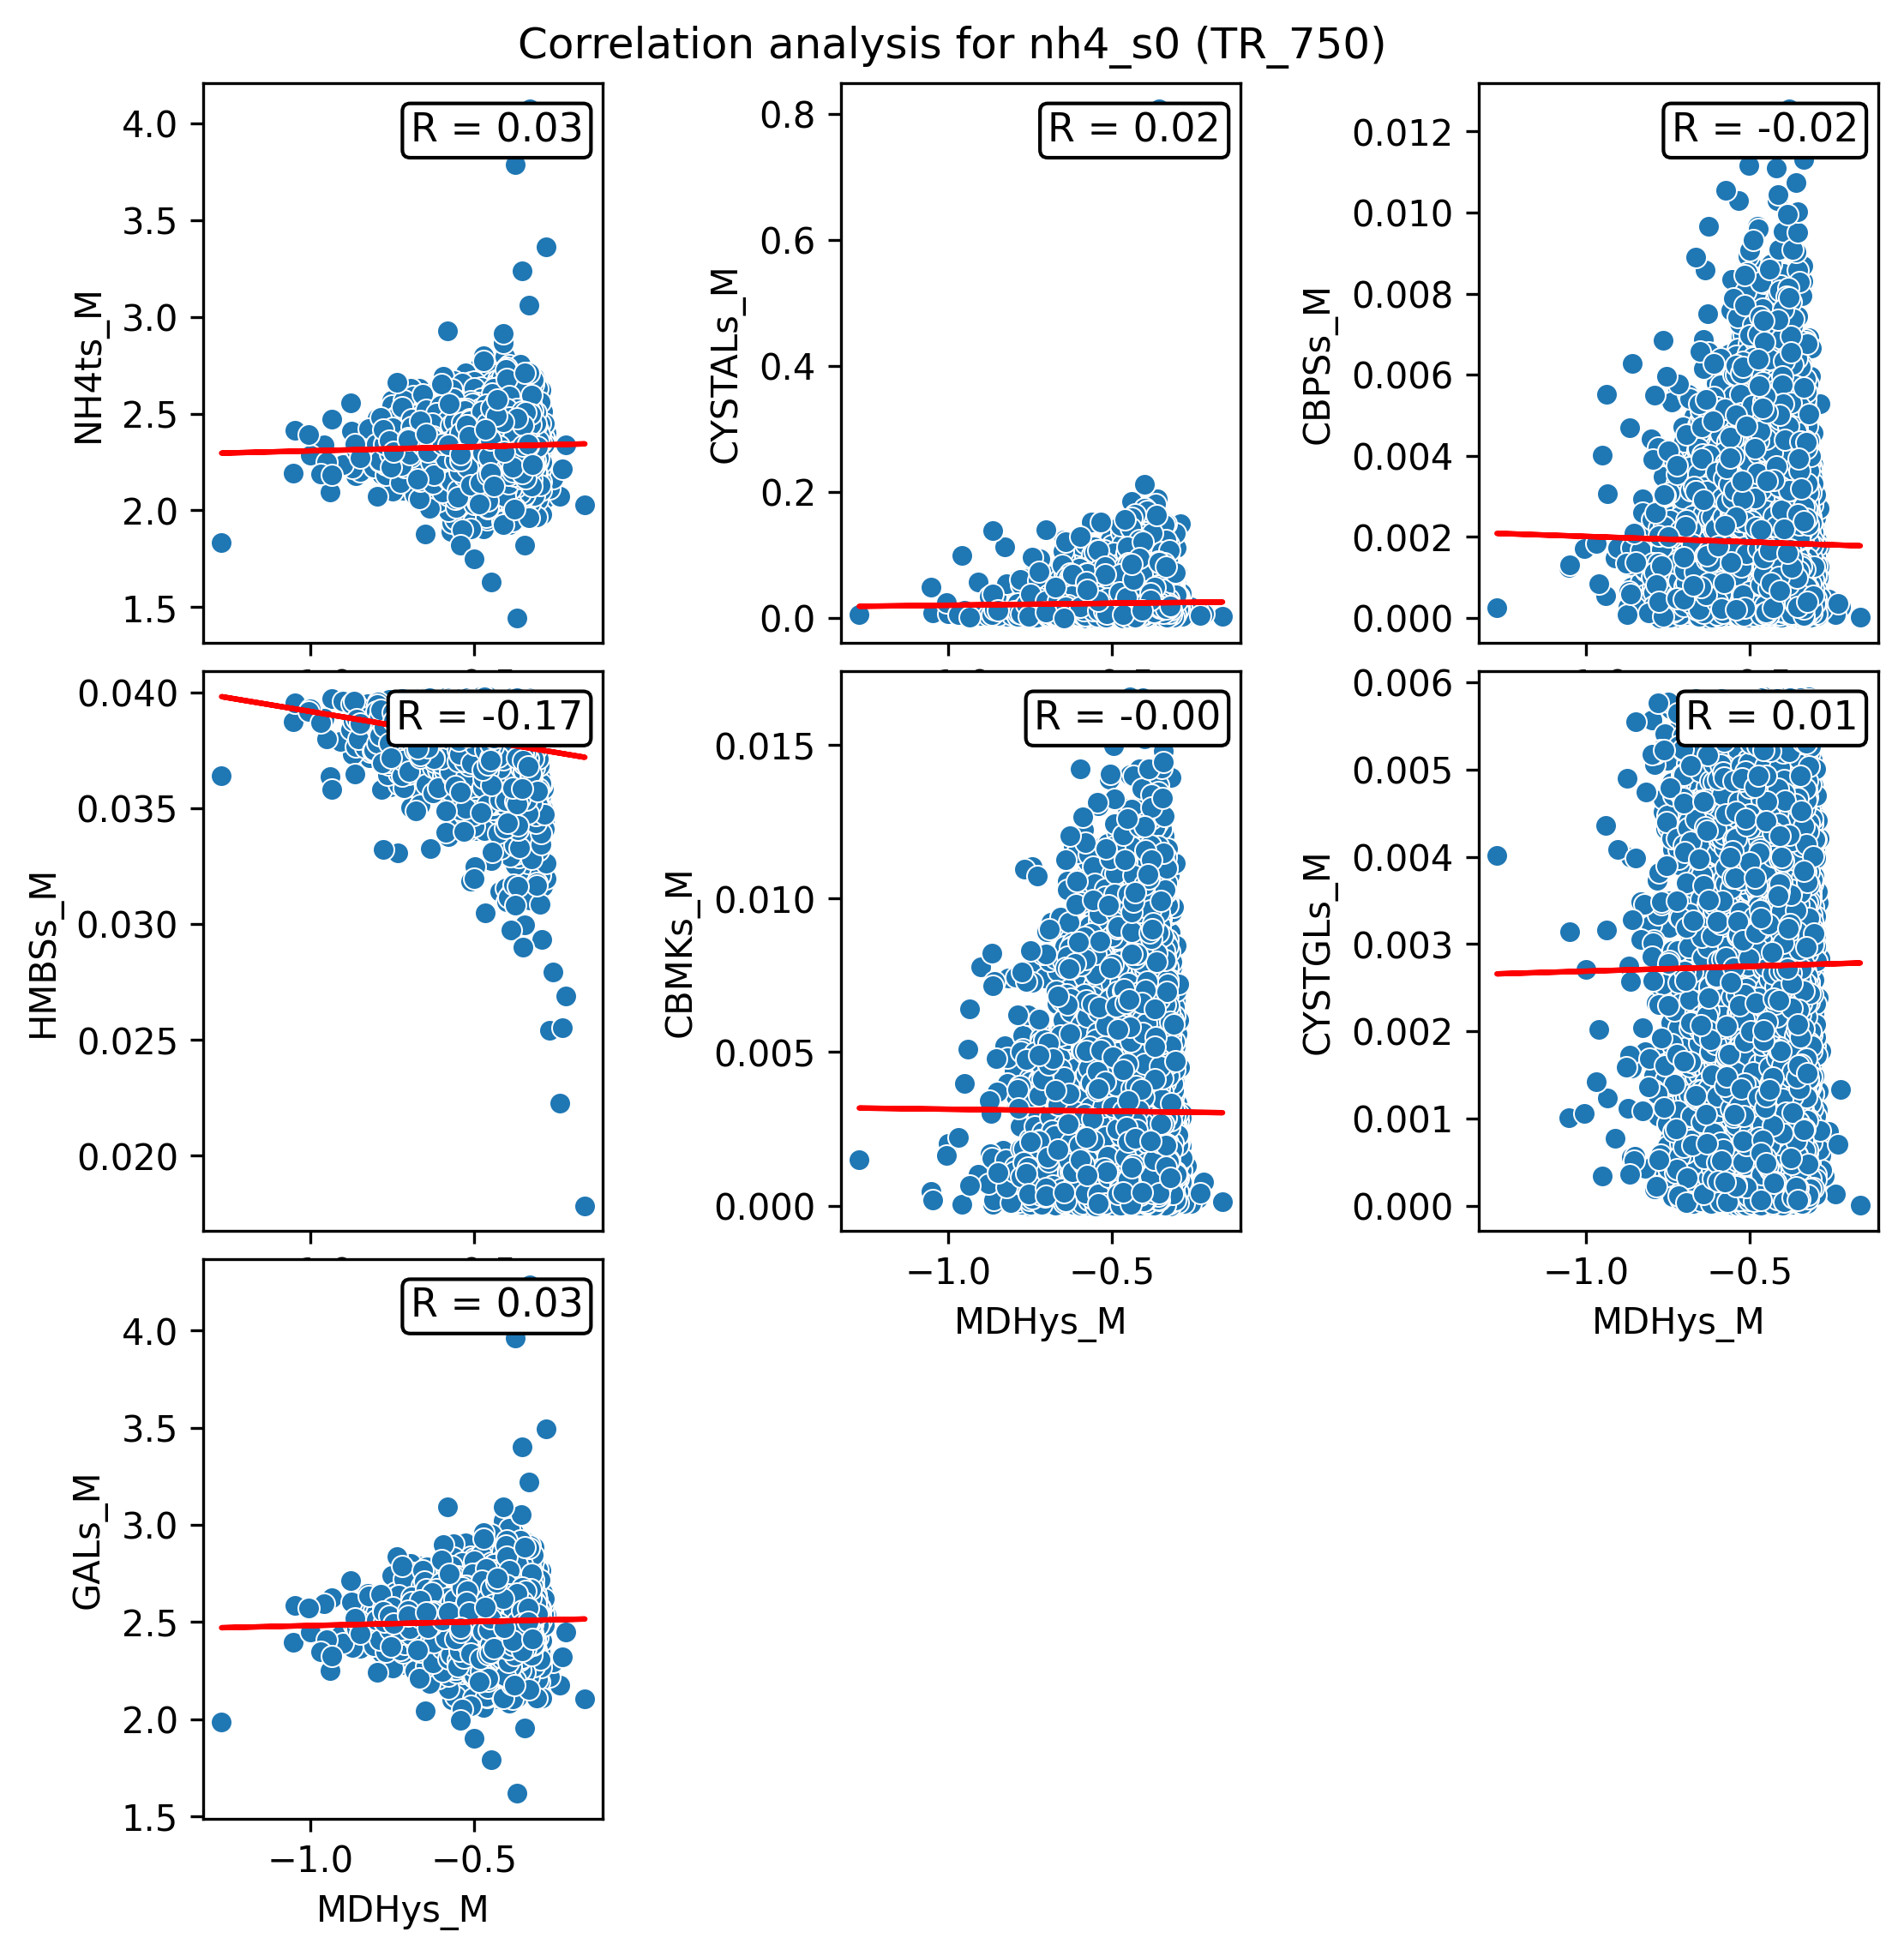 Correlation analysis for nh4_s0 (TR_750)
NH4ts_M
4.0
3.5
3.0
2.5
2.0
1.5
R = 0.03
CYSTALs_M
0.8
0.6
0.4
0.2
0.0
R = 0.02
CBPSs_M
0.012
0.010
0.008
0.006
0.004
0.002
0.000
R = -0.02
HMBSs_M
0.040
0.035
0.030
0.025
0.020
R = -0.17
CBMKs_M
0.015
0.010
0.005
0.000
R = -0.00
−1.0 −0.5
MDHys_M
CYSTGLs_M
0.006
0.005
0.004
0.003
0.002
0.001
0.000
R = 0.01
−1.0 −0.5
MDHys_M
GALs_M
4.0
3.5
3.0
2.5
2.0
1.5
R = 0.03
−1.0 −0.5
MDHys_M